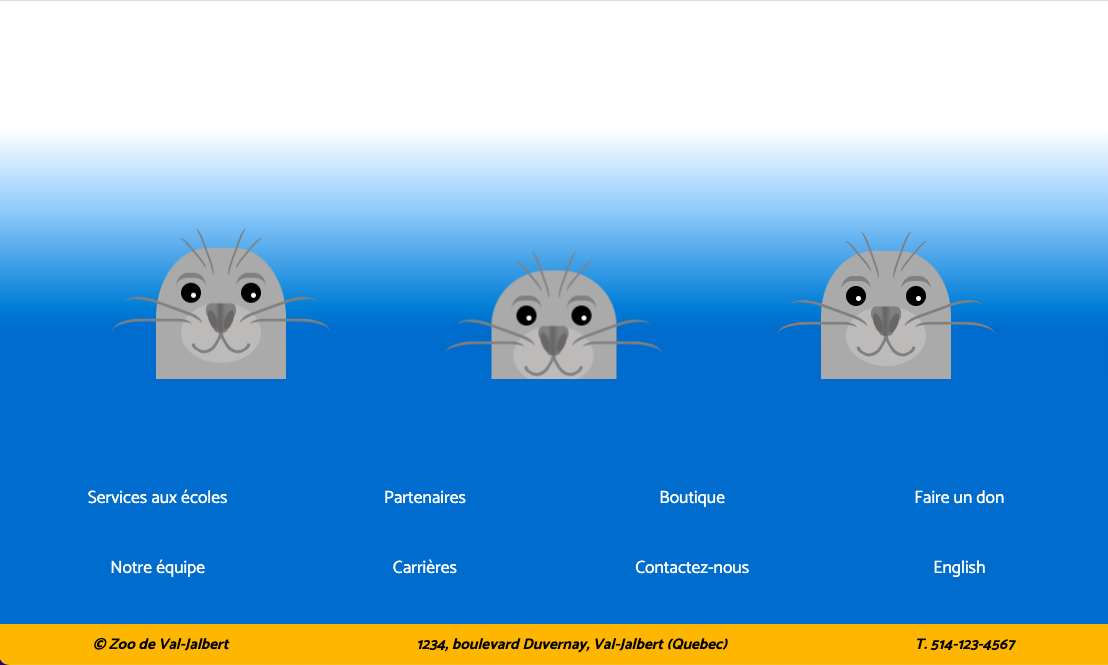 Services aux écoles Partenaires Boutique Faire un don
Notre équipe Carrières Contactez-nous English
© Zoo de Val-Jalbert 1234, boulevard Duvernay, Val-Jalbert (Quebec) T. 514-123-4567